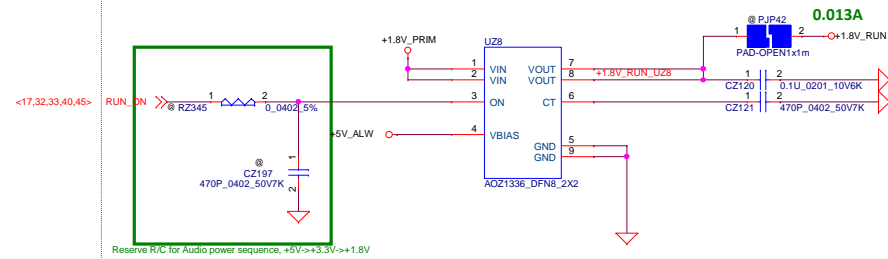 @ PJP42
0.013A
1 2
+1.8V_RUN
PAD-OPEN1x1m
+1.8V_PRIM
UZ8
1 VIN VOUT 7
2 VIN VOUT 8
+1.8V_RUN_UZ8
1 2
CZ120 0.1U_0201_10V6K
<17,32,33,40,45> RUN_ON
@ RZ345 1 2 0_0402_5%
3 ON CT 6
1 2
CZ121 470P_0402_50V7K
+5V_ALW
4 VBIAS
GND 5
GND 9
@
CZ197
470P_0402_50V7K
1
2
AOZ1336_DFN8_2X2
Reserve R/C for Audio power sequence, +5V->+3.3V->+1.8V